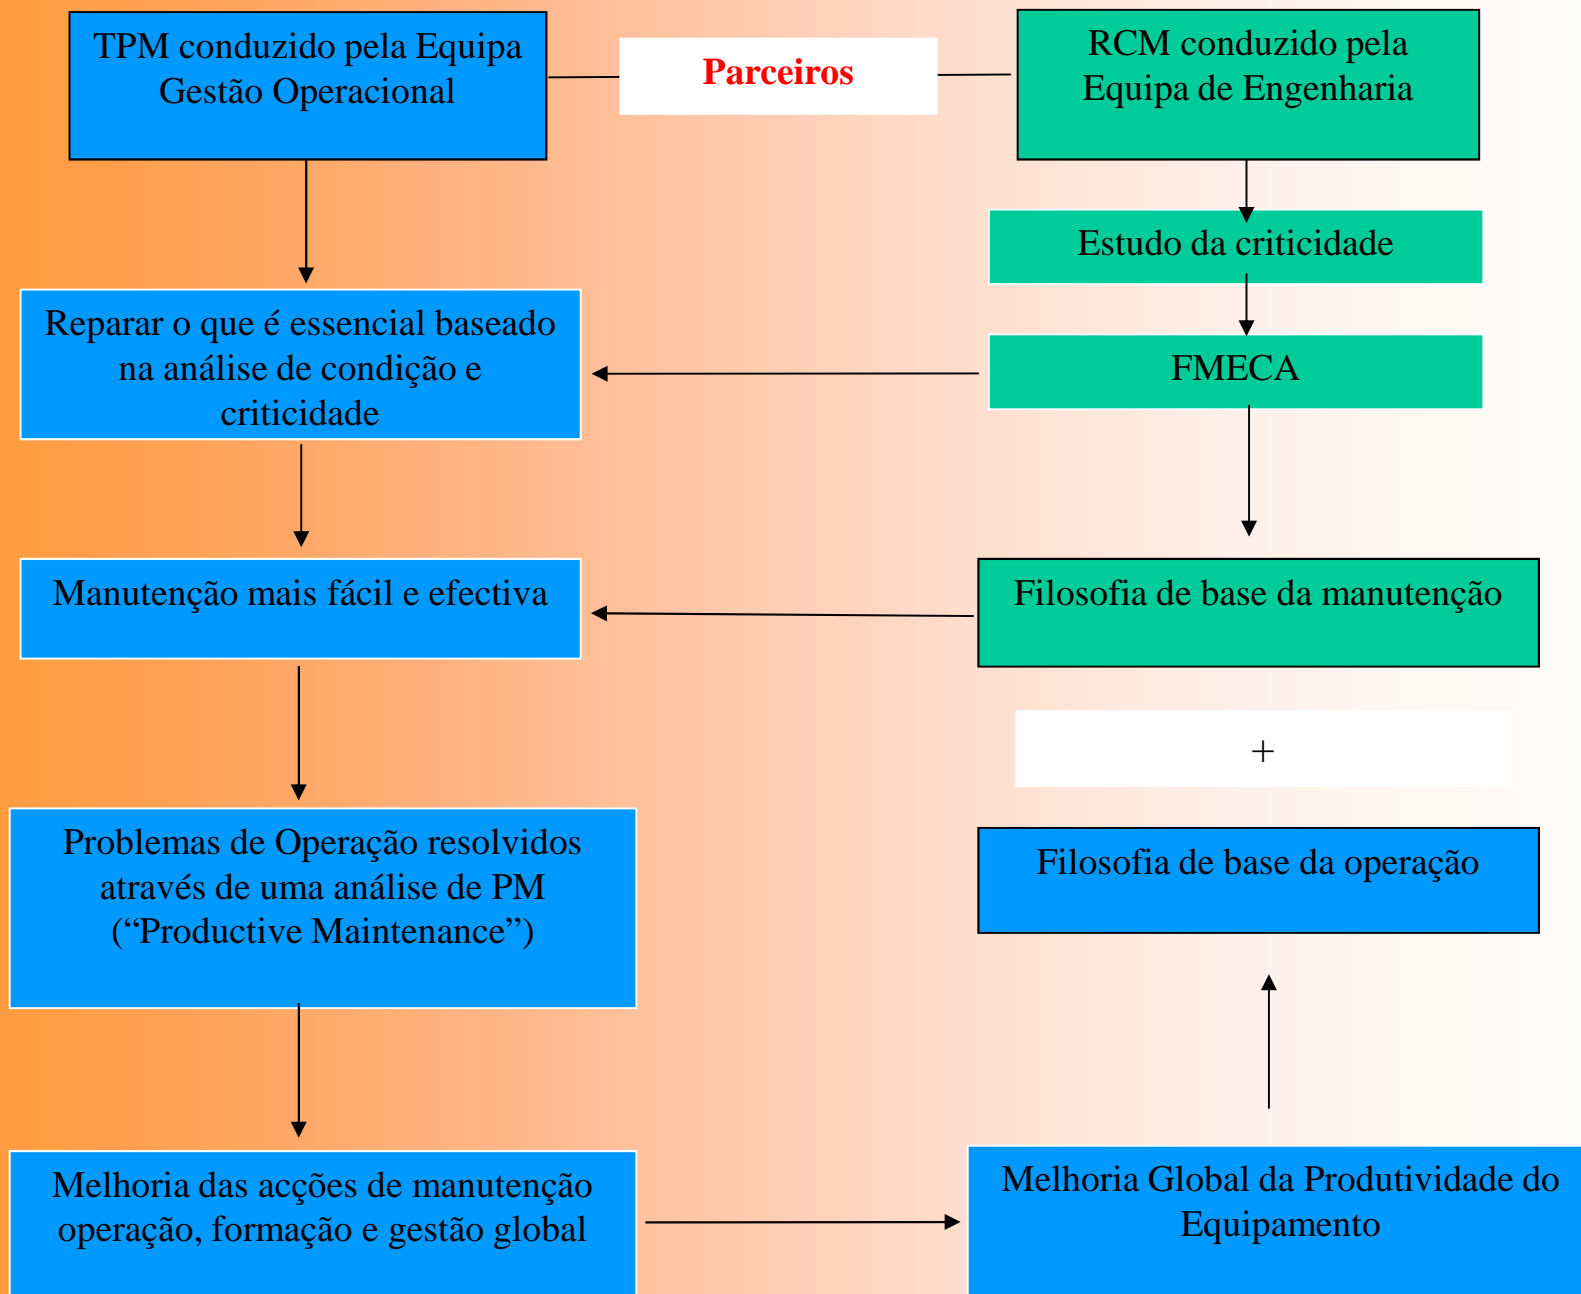 TPM conduzido pela Equipa
Gestão Operacional
Parceiros
RCM conduzido pela
Equipa de Engenharia
Estudo da criticidade
Reparar o que é essencial baseado
na análise de condição e
criticidade
FMECA
Manutenção mais fácil e efectiva
Filosofia de base da manutenção
+
Problemas de Operação resolvidos
através de uma análise de PM
(“Productive Maintenance”)
Filosofia de base da operação
Melhoria das acções de manutenção
operação, formação e gestão global
Melhoria Global da Produtividade do
Equipamento